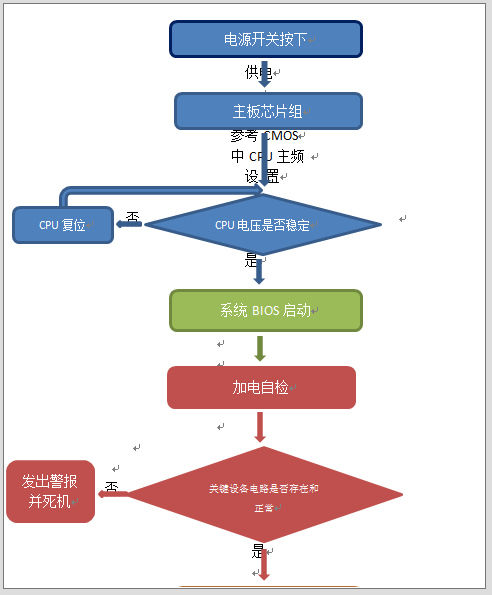 电源开关按下
供电
主板芯片组
参考 CMOS
中 CPU 主频
设置
CPU 复位
否
CPU 电压是否稳定
是
系统 BIOS 启动
加电自检
发出警报
并死机
否
关键设备电路是否存在和
正常
是